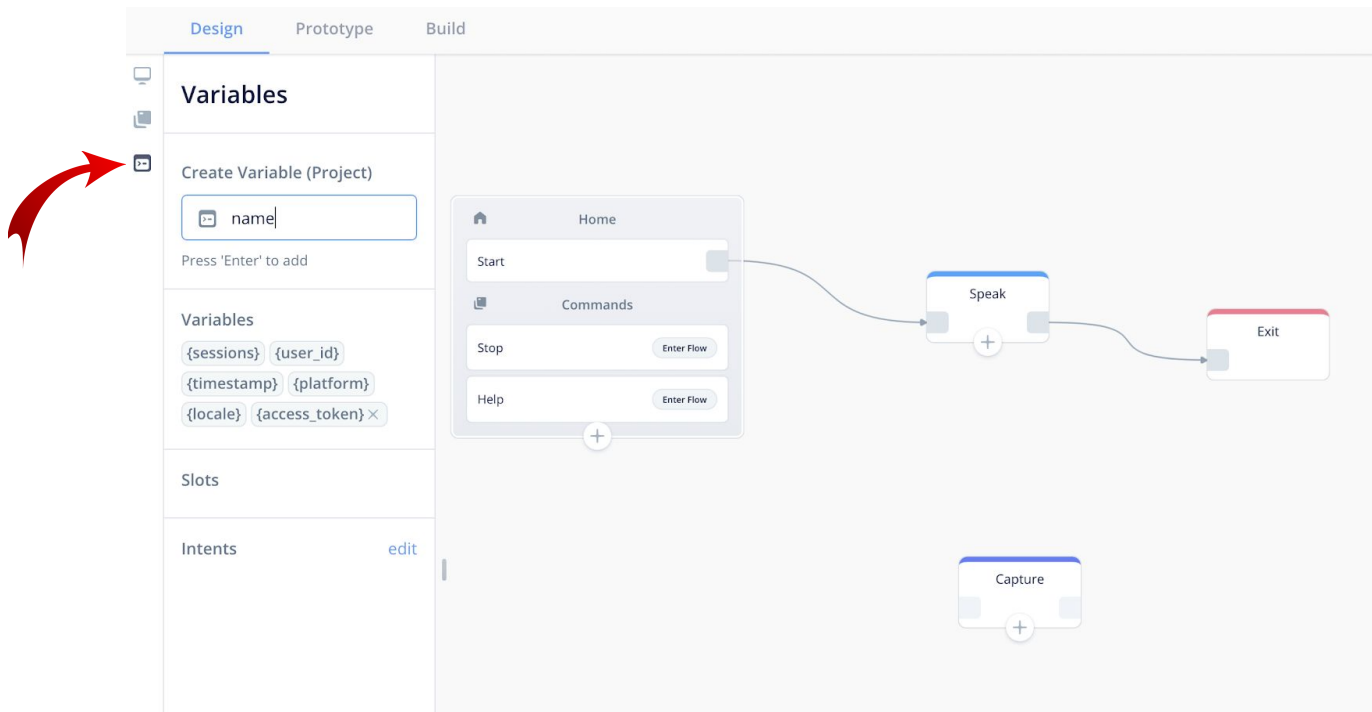 Design Prototype Build
Variables
Create Variable (Project)
name
Press 'Enter' to add
Variables
{sessions} {user_id}
{timestamp} {platform}
{locale} {access_token} ×
Slots
Intents edit
Home
Start
Commands
Stop Enter Flow
Help Enter Flow
Speak
Exit
Capture